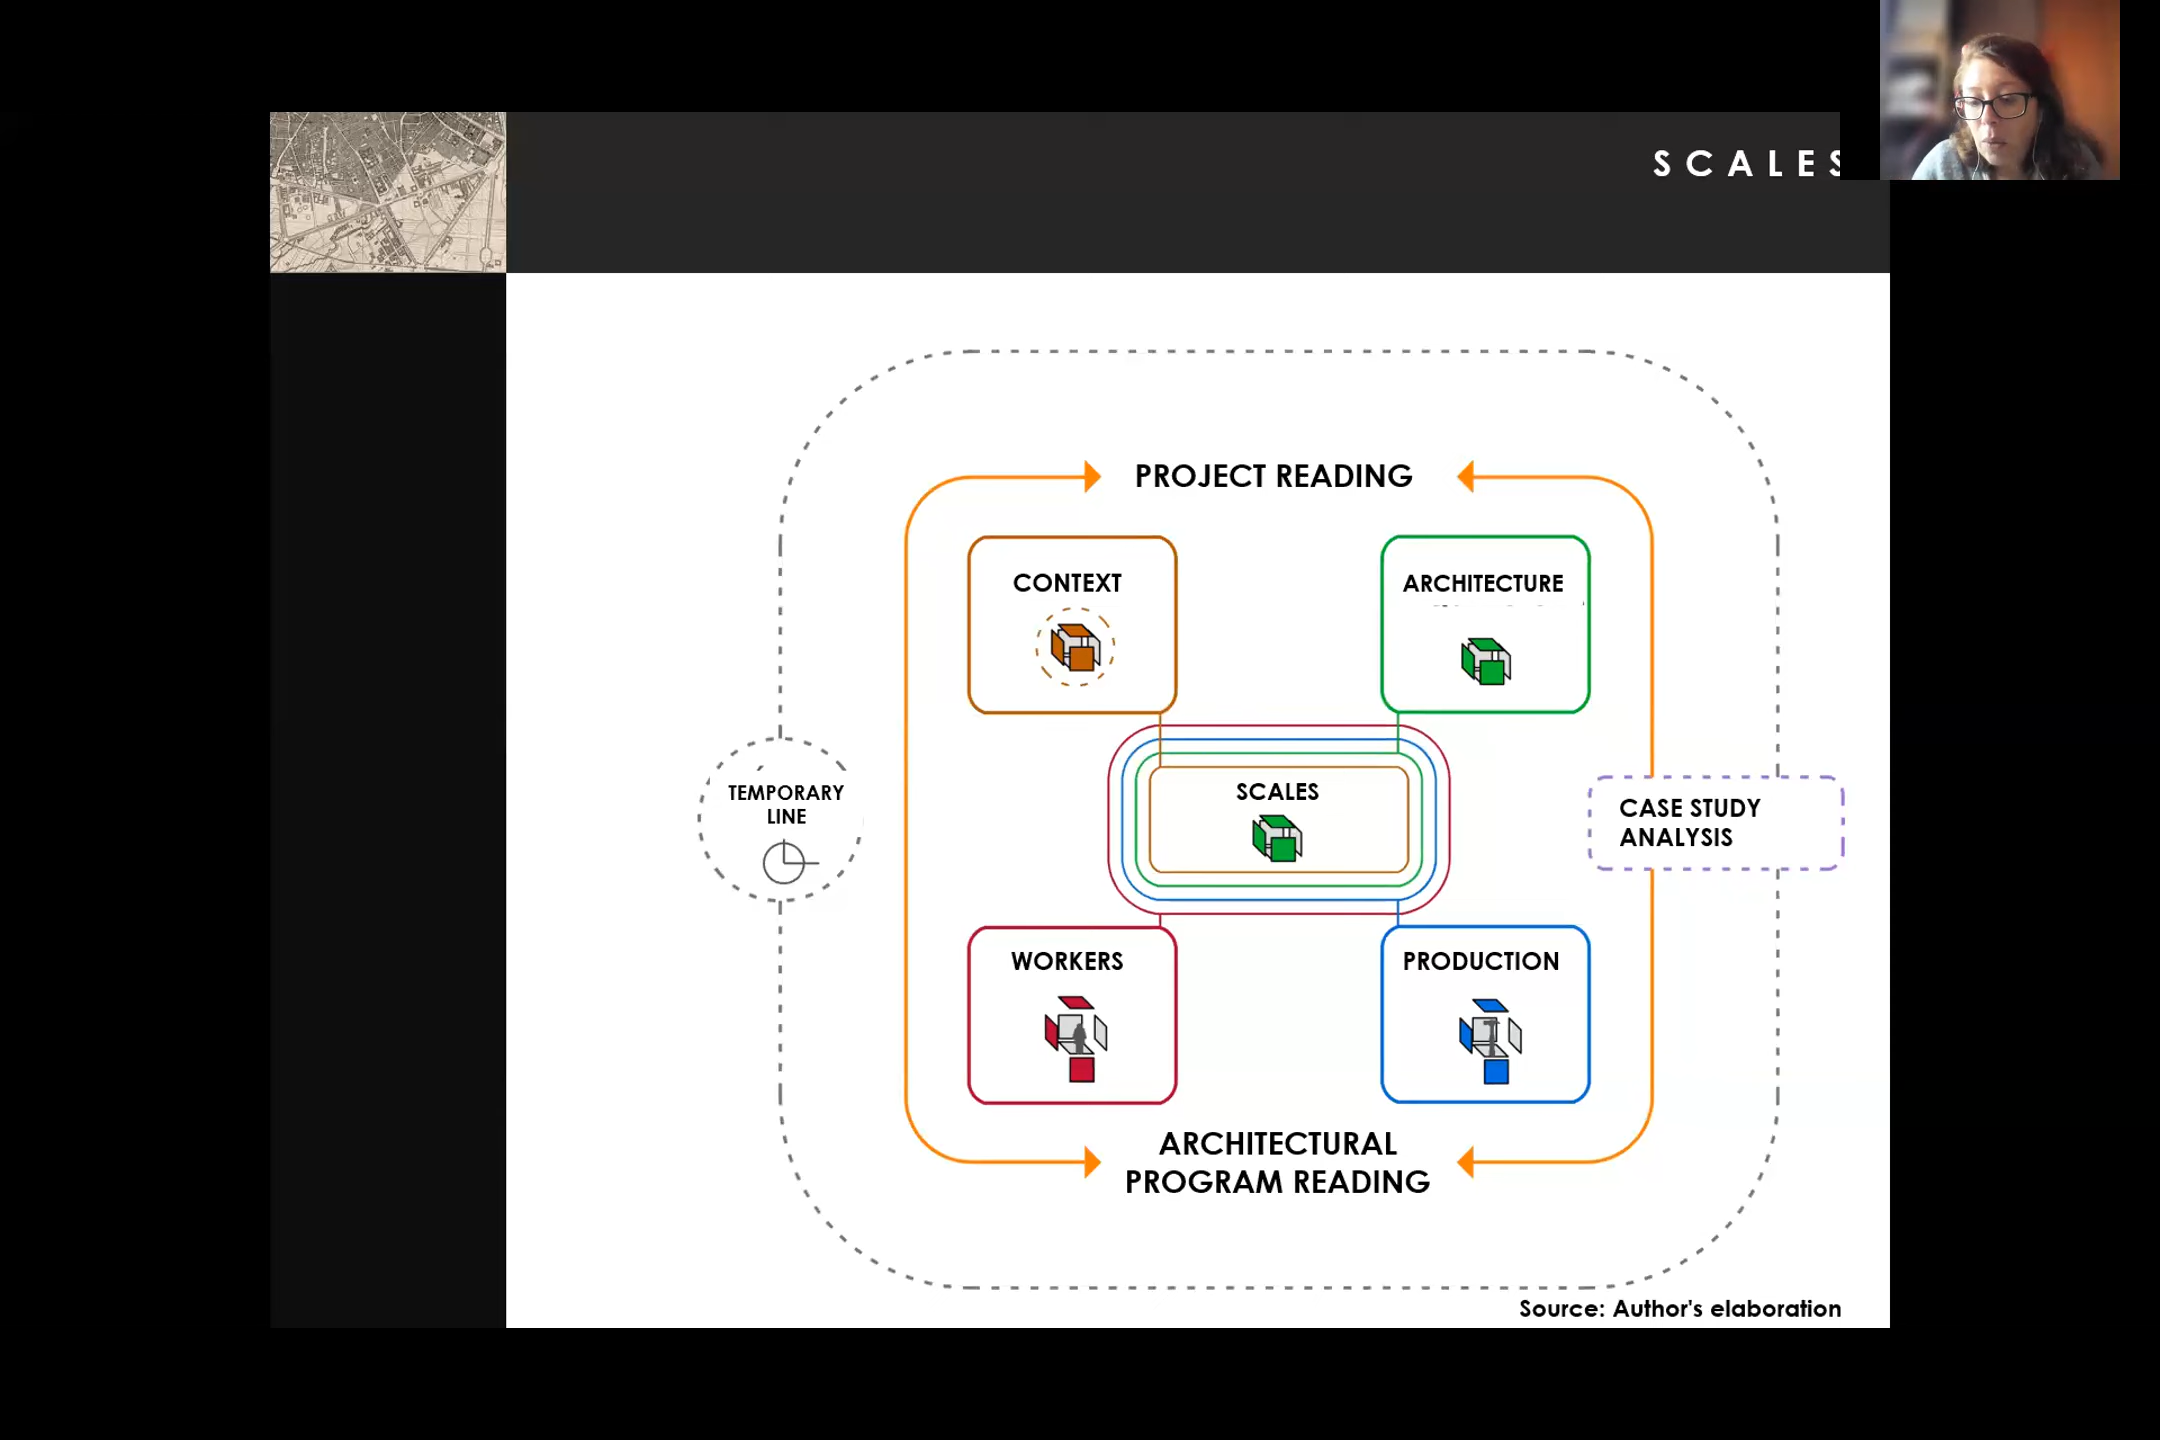 SCALES
PROJECT READING
CONTEXT
ARCHITECTURE
TEMPORARY
LINE
SCALES
CASE STUDY
ANALYSIS
WORKERS
PRODUCTION
ARCHITECTURAL
PROGRAM READING
Source: Author's elaboration